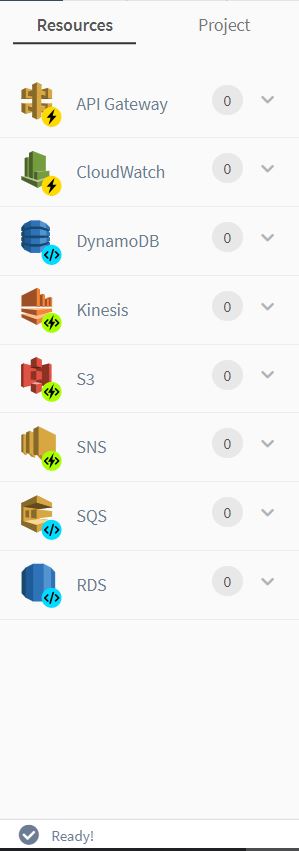 Resources Project
API Gateway 0
CloudWatch 0
DynamoDB 0
Kinesis 0
S3 0
SNS 0
SQS 0
RDS 0
Ready!